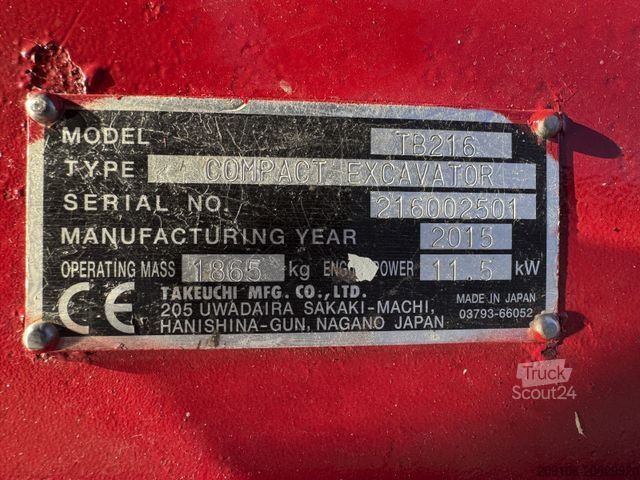 MODEL TB216
TYPE COMPACT EXCAVATOR
SERIAL NO. 216002501
MANUFACTURING YEAR 2015
OPERATING MASS 1865 kg POWER 11.5 kW
CE TAKEUCHI MFG. CO., LTD.
205 UWADAIRA SAKAKI-MACHI,
HANISHINA-GUN, NAGANO JAPAN
MADE IN JAPAN
03793-66052
Truck
Scout24